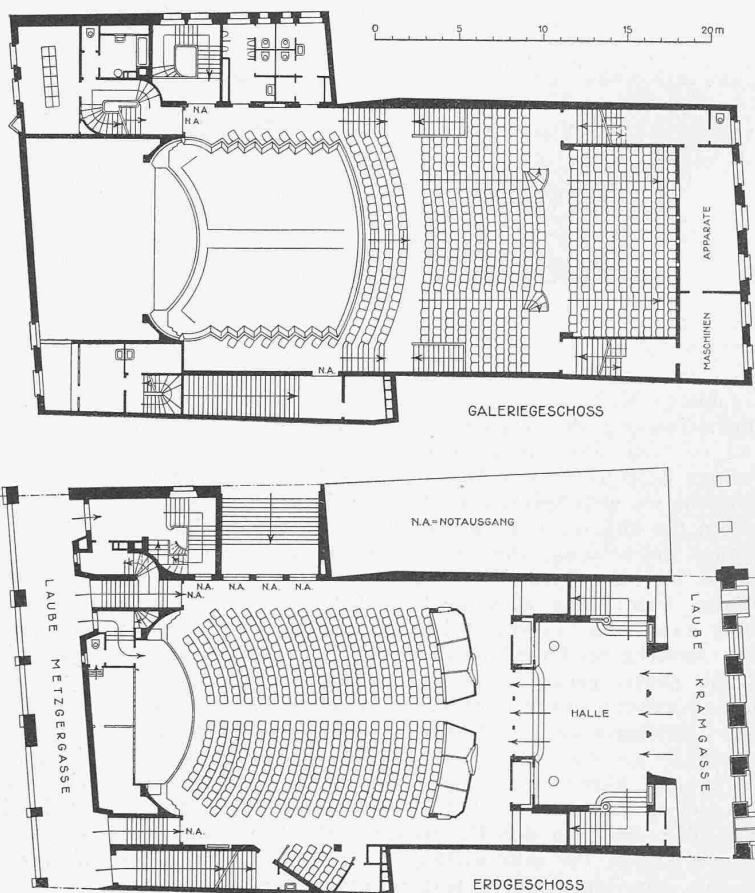 0 5 10 15 20 m
N.A.
N.A.
APPARATE
MASCHINEN
N.A.
GALERIEGESCHOSS
N.A.=NOTAUSGANG
N.A. N.A. N.A. N.A.
N.A.
LAUBE METZGERGASSE
HALLE
LAUBE KRAMGASSE
N.A.
ERDGESCHOSS